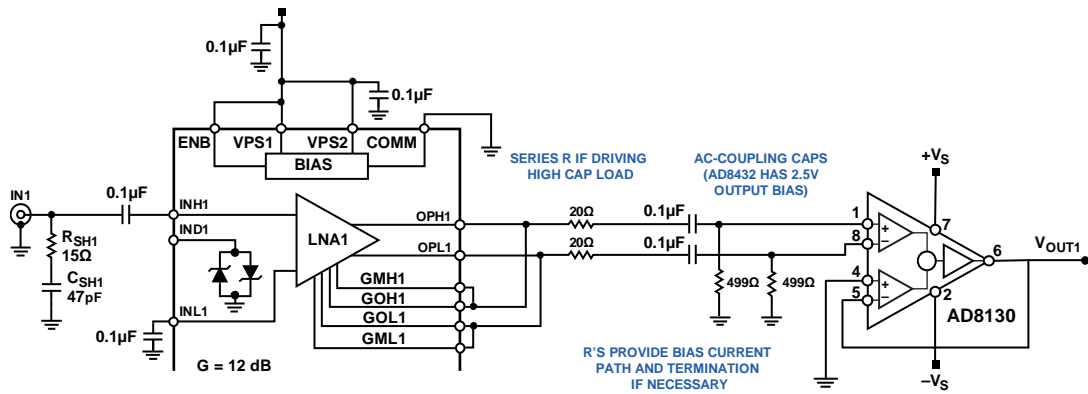 0.1µF
0.1µF
ENB VPS1 VPS2 COMM
BIAS
SERIES R IF DRIVING
HIGH CAP LOAD
AC-COUPLING CAPS
(AD8432 HAS 2.5V
OUTPUT BIAS)
+VS
IN1
0.1µF
INH1
IND1
INL1
RSH1
15Ω
CSH1
47pF
0.1µF
LNA1
OPH1
OPL1
GMH1
GOH1
GOL1
GML1
G = 12 dB
20Ω
20Ω
0.1µF
0.1µF
499Ω
499Ω
R'S PROVIDE BIAS CURRENT
PATH AND TERMINATION
IF NECESSARY
1
8
4
5
7
6
2
+
–
+
–
VOUT1
AD8130
–VS